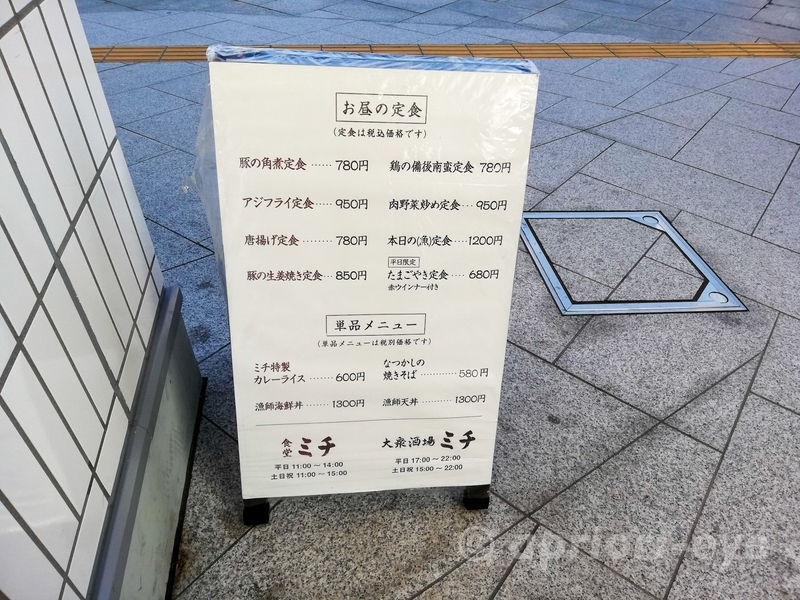 お昼の定食
(定食は税込価格です)
豚の角煮定食 …… 780円
鶏の備後南蛮定食 780円
アジフライ定食 …… 950円
肉野菜炒め定食 … 950円
唐揚げ定食 ……… 780円
本日の(漁)定食 … 1200円
豚の生姜焼き定食 … 850円
平日限定
たまごやき定食 …… 680円
赤ウインナー付き
単品メニュー
(単品メニューは税別価格です)
ミチ特製
カレーライス …… 600円
なつかしの
焼きそば ………… 580円
漁師海鮮丼 ……… 1300円
漁師天丼 ………… 1300円
食堂 ミチ
平日 11:00～14:00
土日祝 11:00～15:00
大衆酒場 ミチ
平日 17:00～22:00
土日祝 15:00～22:00
© apricot-eye